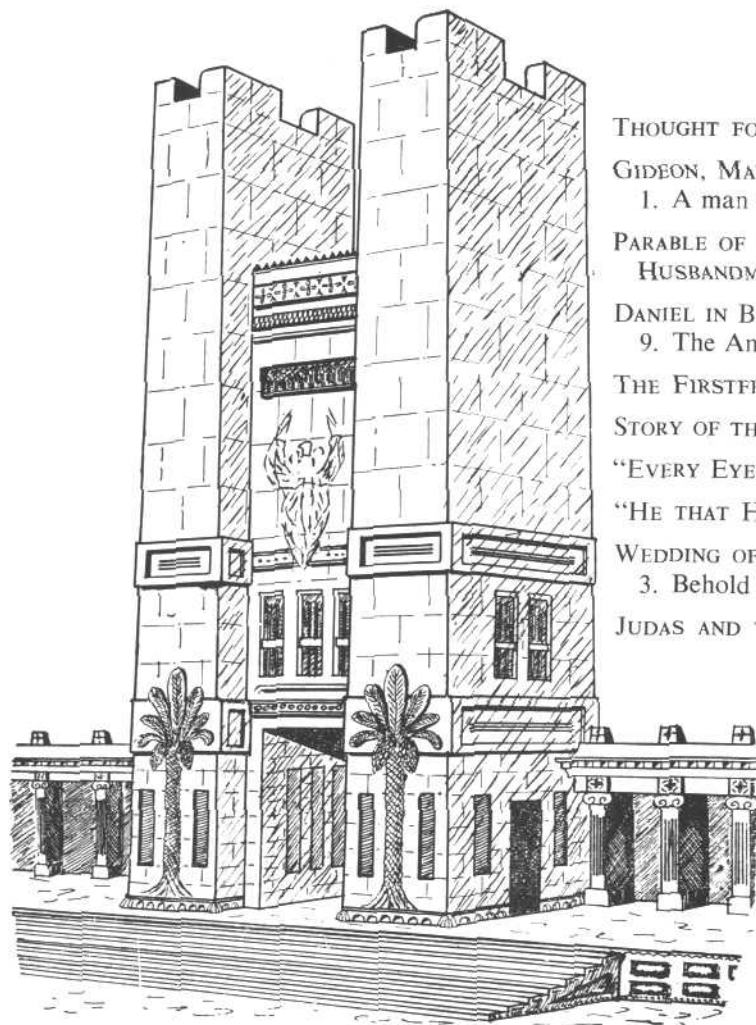 THOUGHT FO
GIDEON, MA
1. A man
PARABLE OF
HUSBANDM
DANIEL IN B
9. The An
THE FIRSTF
STORY OF TH
“EVERY EYE
“HE THAT H
WEDDING OF
3. Behold
JUDAS AND